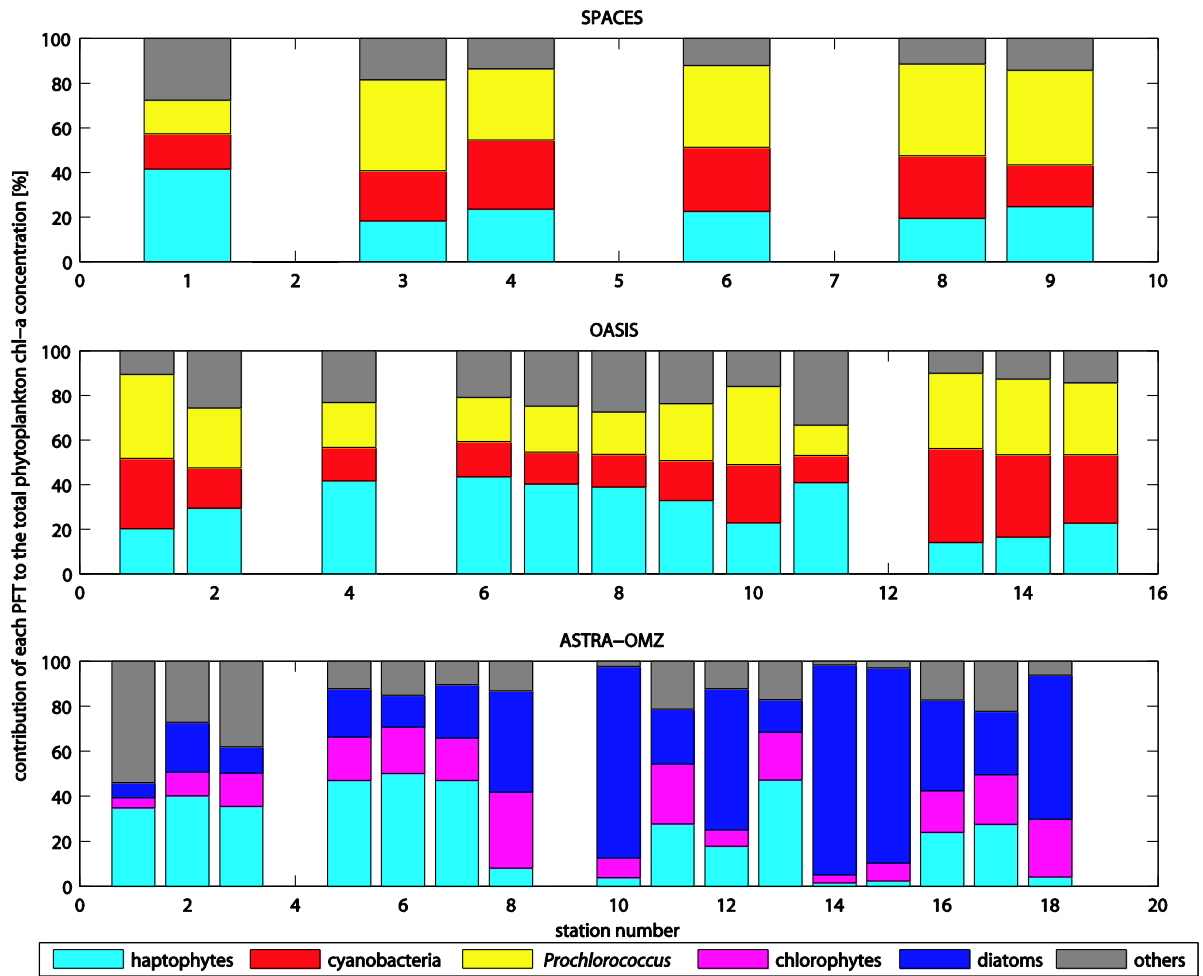 SPACES
100
80
60
40
20
0
0 1 2 3 4 5 6 7 8 9 10
OASIS
100
80
60
40
20
0
0 2 4 6 8 10 12 14 16
contribution of each PFT to the total phytoplankton chl−a concentration [%]
ASTRA−OMZ
100
80
60
40
20
0
0 2 4 6 8 10 12 14 16 18 20
station number
haptophytes cyanobacteria Prochlorococcus chlorophytes diatoms others